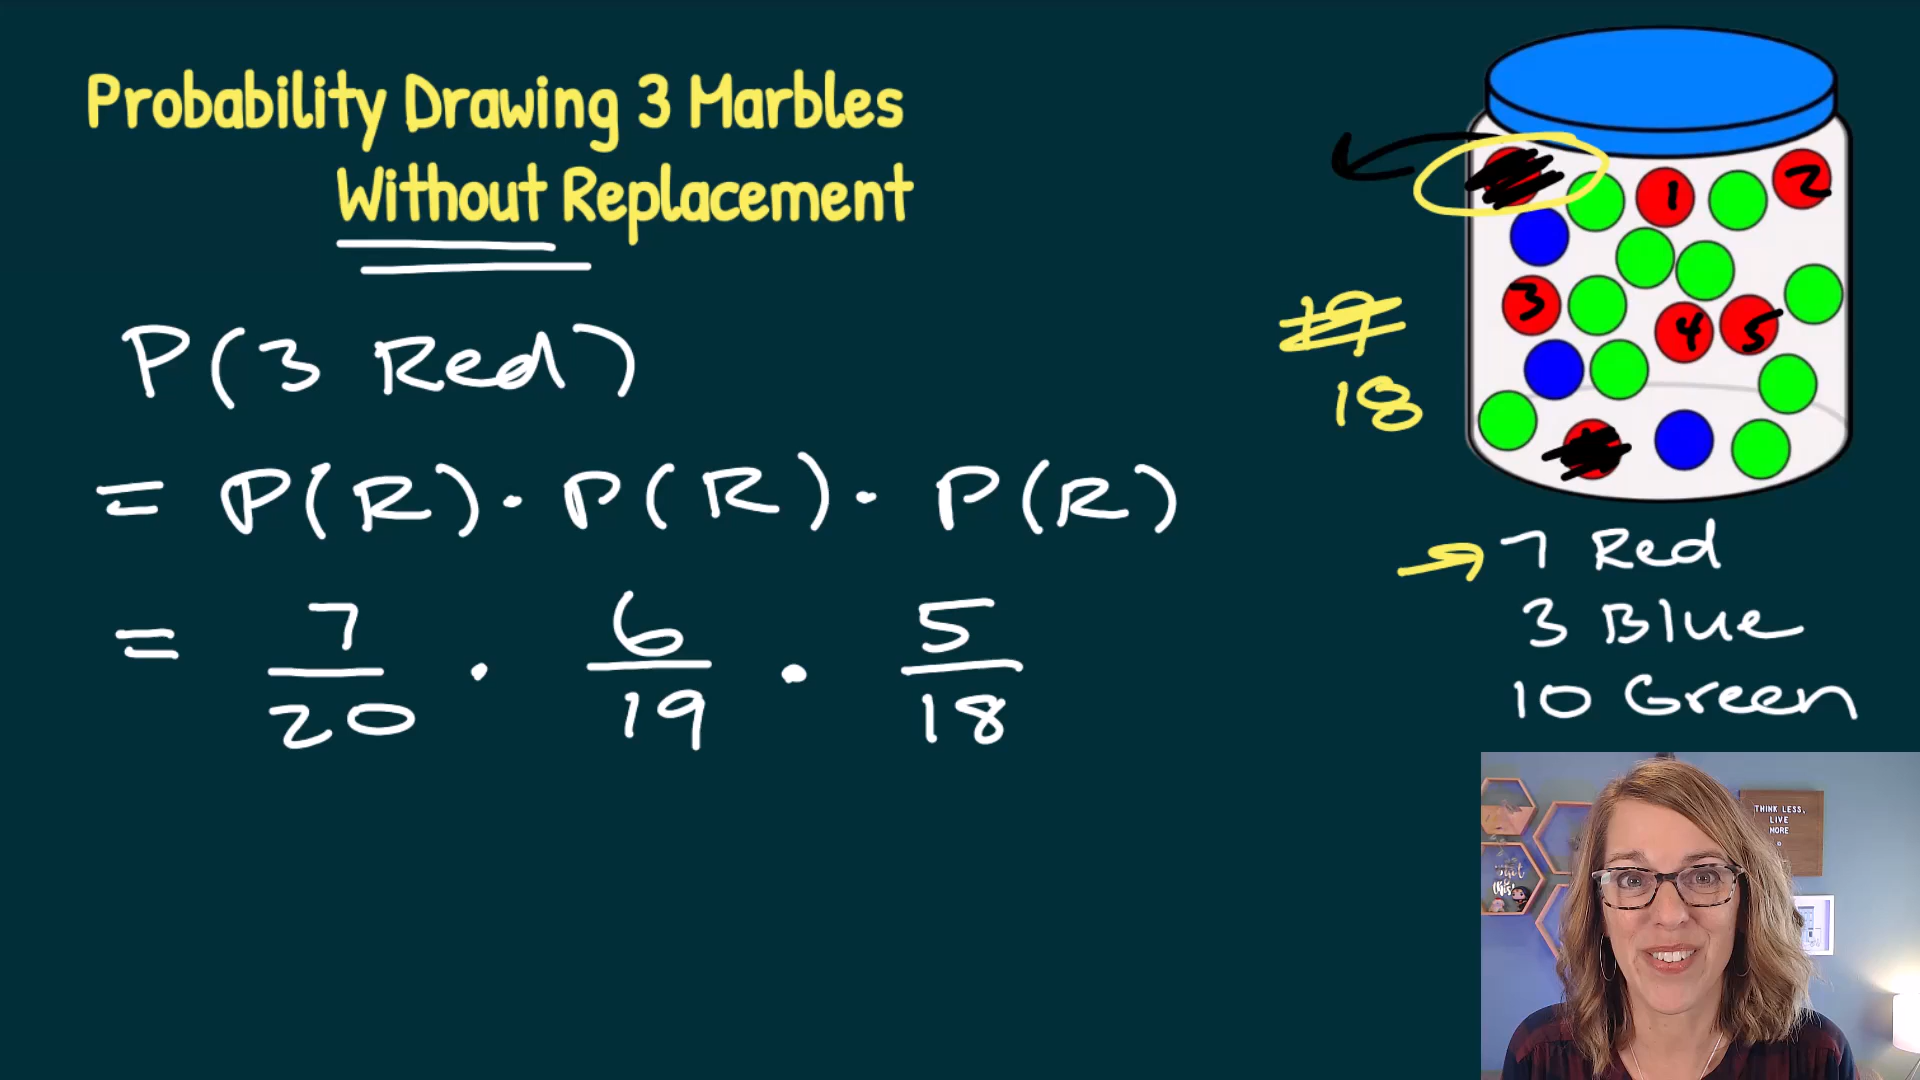 Probability Drawing 3 Marbles
Without Replacement
P(3 Red)
= P(R) · P(R) · P(R)
= 7/20 · 6/19 · 5/18
1
2
3
4
5
19
18
7 Red
3 Blue
10 Green
THINK LESS,
LIVE
MORE